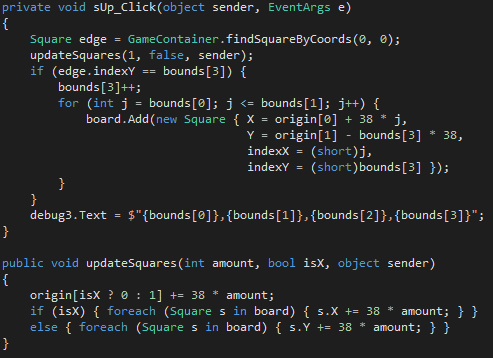 private void sUp_Click(object sender, EventArgs e)
{
    Square edge = GameContainer.findSquareByCoords(0, 0);
    updateSquares(1, false, sender);
    if (edge.indexY == bounds[3]) {
        bounds[3]++;
        for (int j = bounds[0]; j <= bounds[1]; j++) {
            board.Add(new Square { X = origin[0] + 38 * j,
                                   Y = origin[1] - bounds[3] * 38,
                                   indexX = (short)j,
                                   indexY = (short)bounds[3] });
        }
    }
    debug3.Text = $"{bounds[0]},{bounds[1]},{bounds[2]},{bounds[3]}";
}

public void updateSquares(int amount, bool isX, object sender)
{
    origin[isX ? 0 : 1] += 38 * amount;
    if (isX) { foreach (Square s in board) { s.X += 38 * amount; } }
    else { foreach (Square s in board) { s.Y += 38 * amount; } }
}